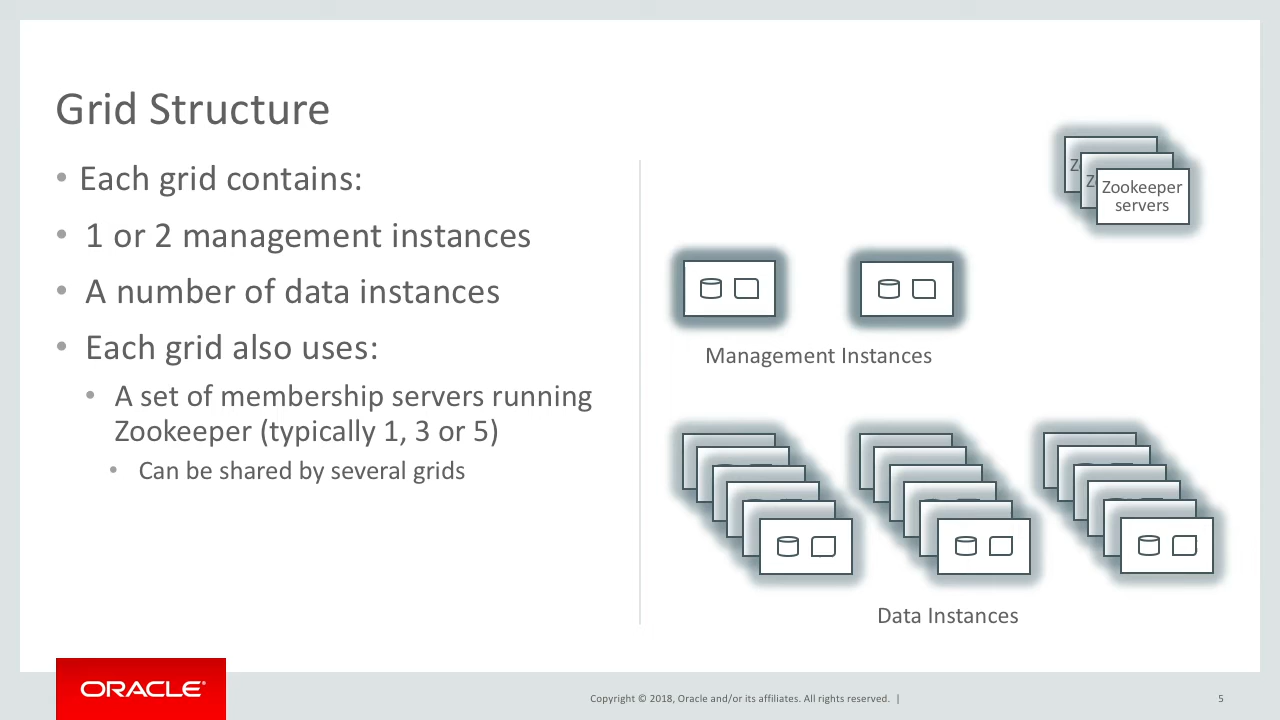 Grid Structure
• Each grid contains:
• 1 or 2 management instances
• A number of data instances
• Each grid also uses:
• A set of membership servers running
Zookeeper (typically 1, 3 or 5)
• Can be shared by several grids
Z
Z
Zookeeper
servers
Management Instances
Data Instances
ORACLE®
Copyright © 2018, Oracle and/or its affiliates. All rights reserved. |
5